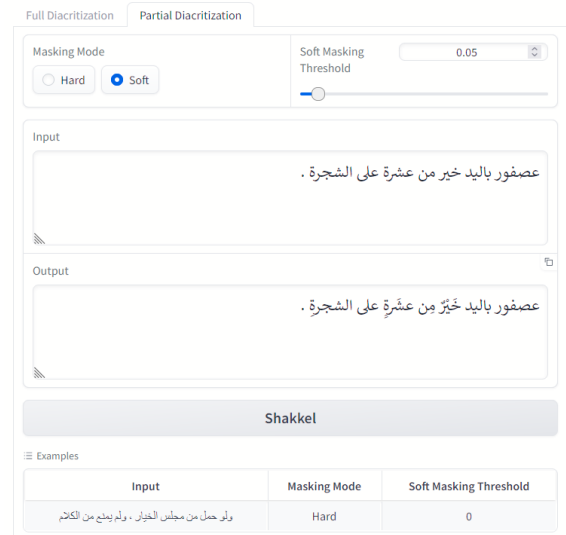 Full Diacritization
Partial Diacritization
Masking Mode
Hard
Soft
Soft Masking Threshold
0.05
Input
عصفور باليد خير من عشرة على الشجرة .
Output
عصفور باليد خَيْرٌ مِن عشَرةٍ على الشجرةِ .
Shakkel
Examples
Input Masking Mode Soft Masking Threshold
ولو حمل من مجلس الخيار ، ولم يمنع من الكلام Hard 0